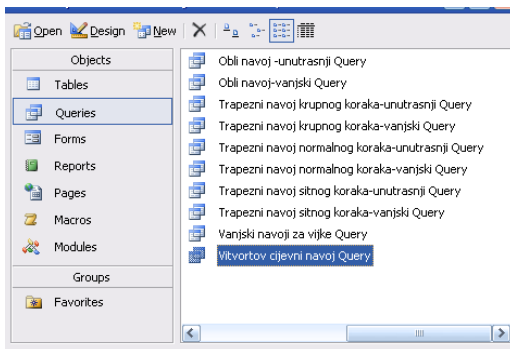 Open Design New
Objects
Tables
Queries
Forms
Reports
Pages
Macros
Modules
Groups
Favorites
Obli navoj -unutrasnji Query
Obli navoj-vanjski Query
Trapezni navoj krupnog koraka-unutrasnji Query
Trapezni navoj krupnog koraka-vanjski Query
Trapezni navoj normalnog koraka-unutrasnji Query
Trapezni navoj normalnog koraka-vanjski Query
Trapezni navoj sitnog koraka-unutrasnji Query
Trapezni navoj sitnog koraka-vanjski Query
Vanjski navoji za vijke Query
Vitvortov cijevni navoj Query